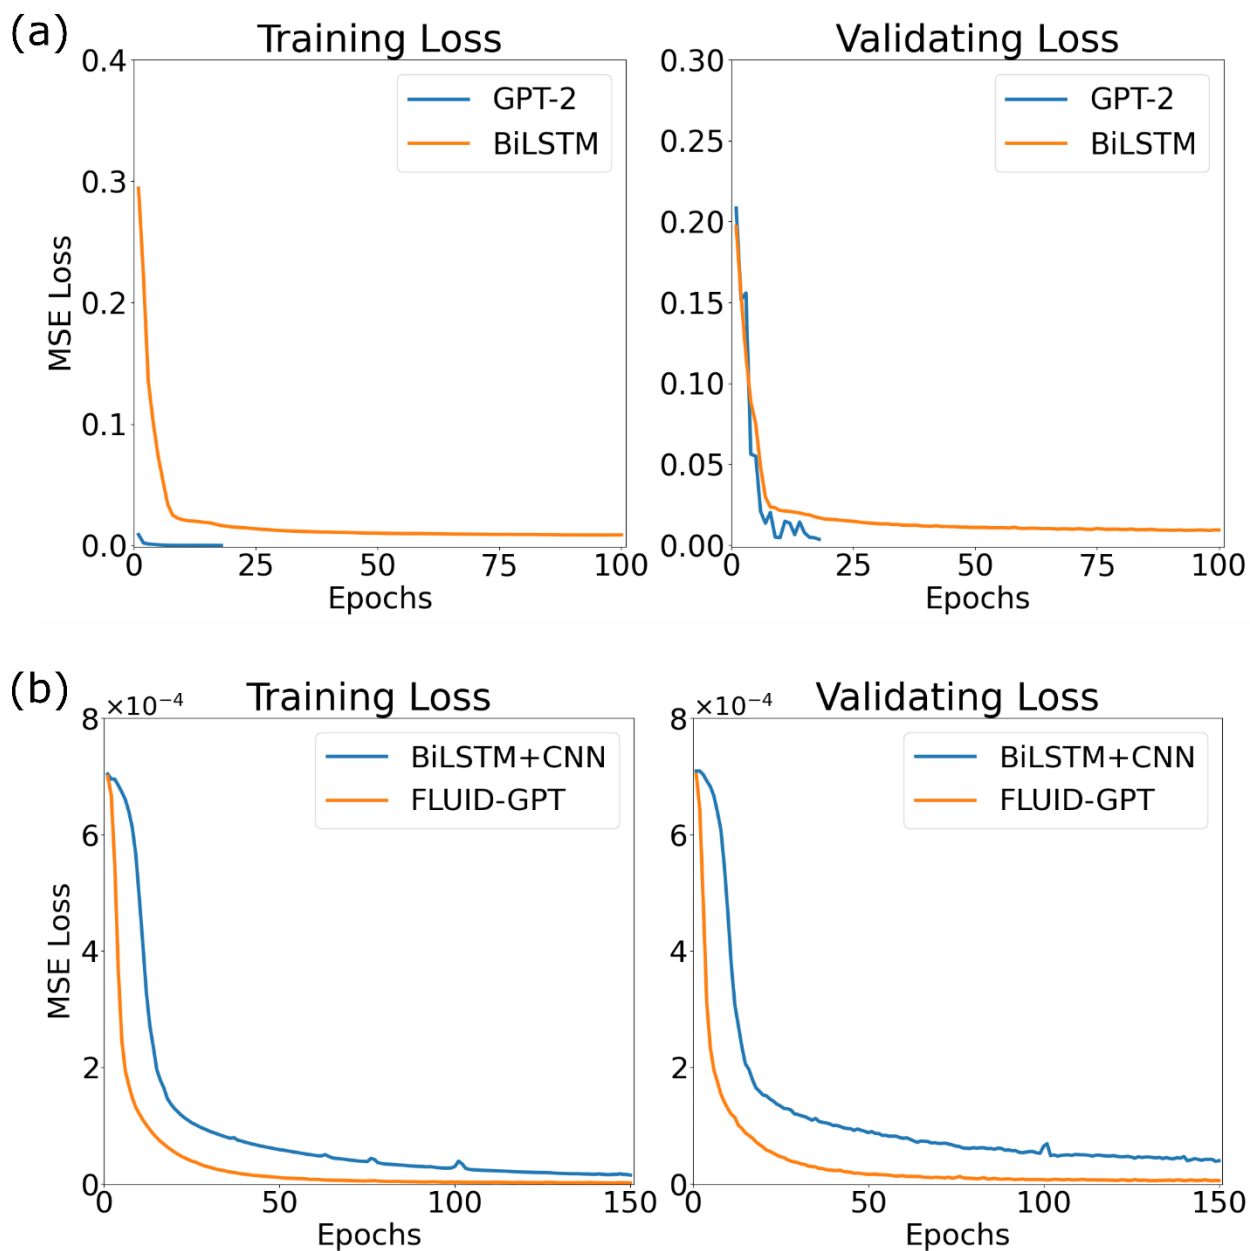 (a)
Training Loss
Validating Loss
0.4
0.3
0.2
0.1
0.0
MSE Loss
GPT-2
BiLSTM
0
25
50
75
100
Epochs
0.30
0.25
0.20
0.15
0.10
0.05
0.00
GPT-2
BiLSTM
0
25
50
75
100
Epochs
(b)
Training Loss
Validating Loss
×10⁻⁴
8
6
4
2
0
MSE Loss
BiLSTM+CNN
FLUID-GPT
0
50
100
150
Epochs
×10⁻⁴
8
6
4
2
0
BiLSTM+CNN
FLUID-GPT
0
50
100
150
Epochs